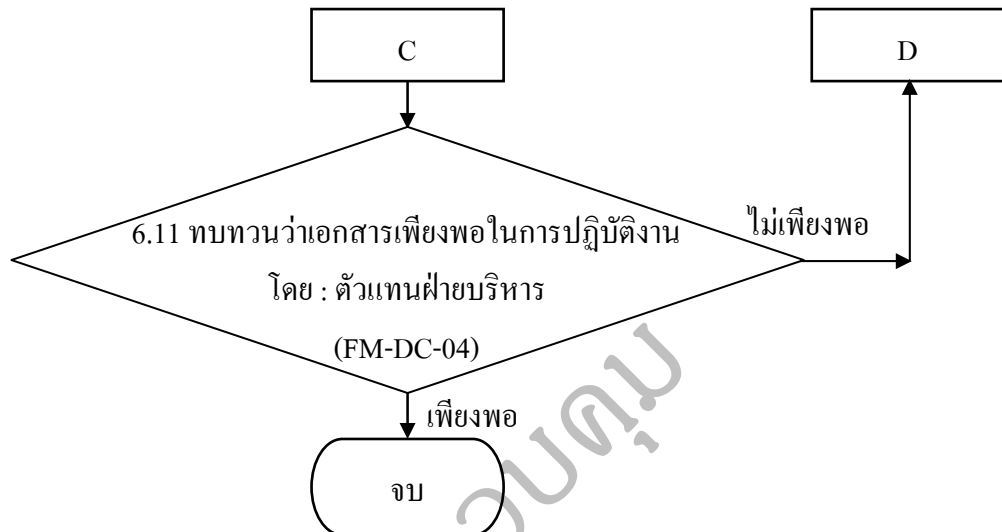 C
D
6.11 ทบทวนว่าเอกสารเพียงพอในการปฏิบัติงาน
ไม่เพียงพอ
โดย : ตัวแทนฝ่ายบริหาร
(FM-DC-04)
เพียงพอ
จบ